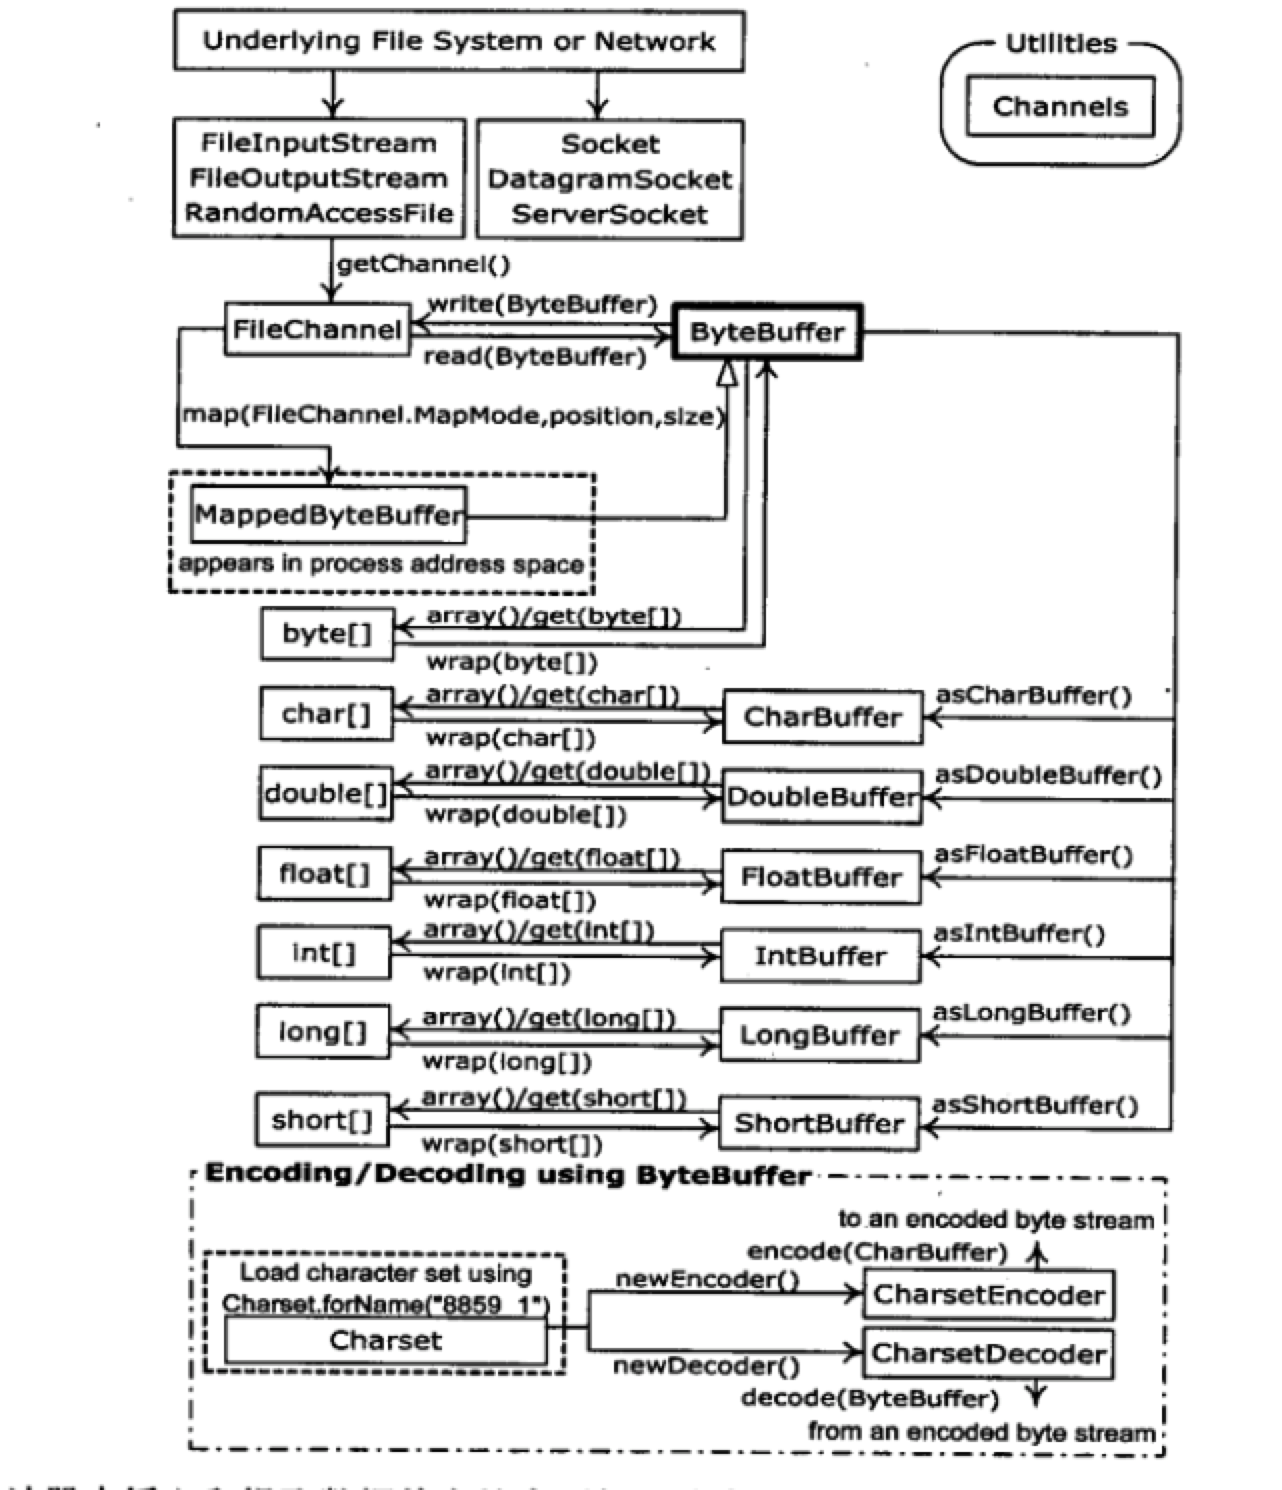 Underlying File System or Network
Utilities
Channels
FileInputStream
FileOutputStream
RandomAccessFile
Socket
DatagramSocket
ServerSocket
getChannel()
FileChannel
write(ByteBuffer)
read(ByteBuffer)
ByteBuffer
map(FileChannel.MapMode,position,size)
MappedByteBuffer
appears in process address space
byte[]
array()/get(byte[])
wrap(byte[])
char[]
array()/get(char[])
wrap(char[])
CharBuffer
asCharBuffer()
double[]
array()/get(double[])
wrap(double[])
DoubleBuffer
asDoubleBuffer()
float[]
array()/get(float[])
wrap(float[])
FloatBuffer
asFloatBuffer()
int[]
array()/get(int[])
wrap(int[])
IntBuffer
asIntBuffer()
long[]
array()/get(long[])
wrap(long[])
LongBuffer
asLongBuffer()
short[]
array()/get(short[])
wrap(short[])
ShortBuffer
asShortBuffer()
Encoding/Decoding using ByteBuffer
to an encoded byte stream
encode(CharBuffer)
Load character set using
Charset.forName("8859_1")
Charset
newEncoder()
CharsetEncoder
newDecoder()
CharsetDecoder
decode(ByteBuffer)
from an encoded byte stream